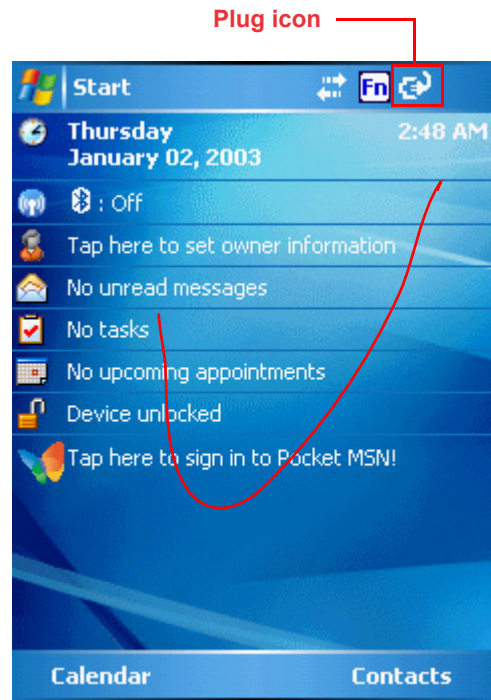 Plug icon
Start Fn
Thursday 2:48 AM
January 02, 2003
: Off
Tap here to set owner information
No unread messages
No tasks
No upcoming appointments
Device unlocked
Tap here to sign in to Pocket MSN!
Calendar Contacts